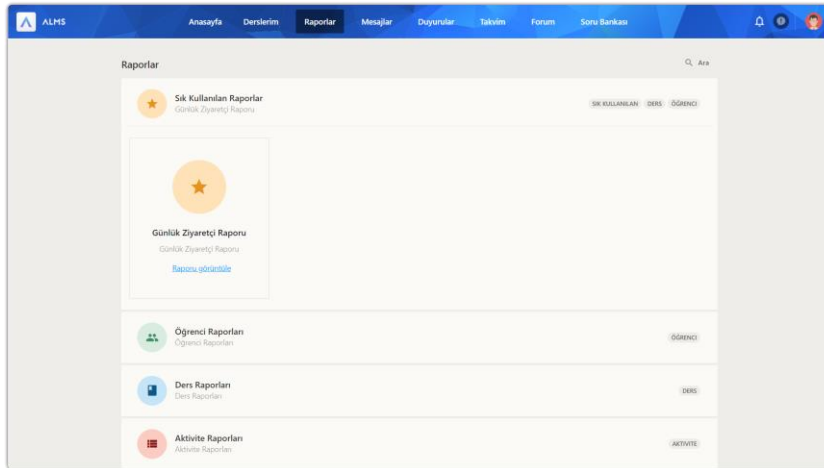 ALMS
Anasayfa Derslerim Raporlar Mesajlar Duyurular Takvim Forum Soru Bankası
Raporlar
Ara
Sık Kullanılan Raporlar
Günlük Ziyaretçi Raporu
SIK KULLANILAN DERS ÖĞRENCİ
Günlük Ziyaretçi Raporu
Günlük Ziyaretçi Raporu
Raporu görüntüle
Öğrenci Raporları
Öğrenci Raporları
ÖĞRENCİ
Ders Raporları
Ders Raporları
DERS
Aktivite Raporları
Aktivite Raporları
AKTİVİTE